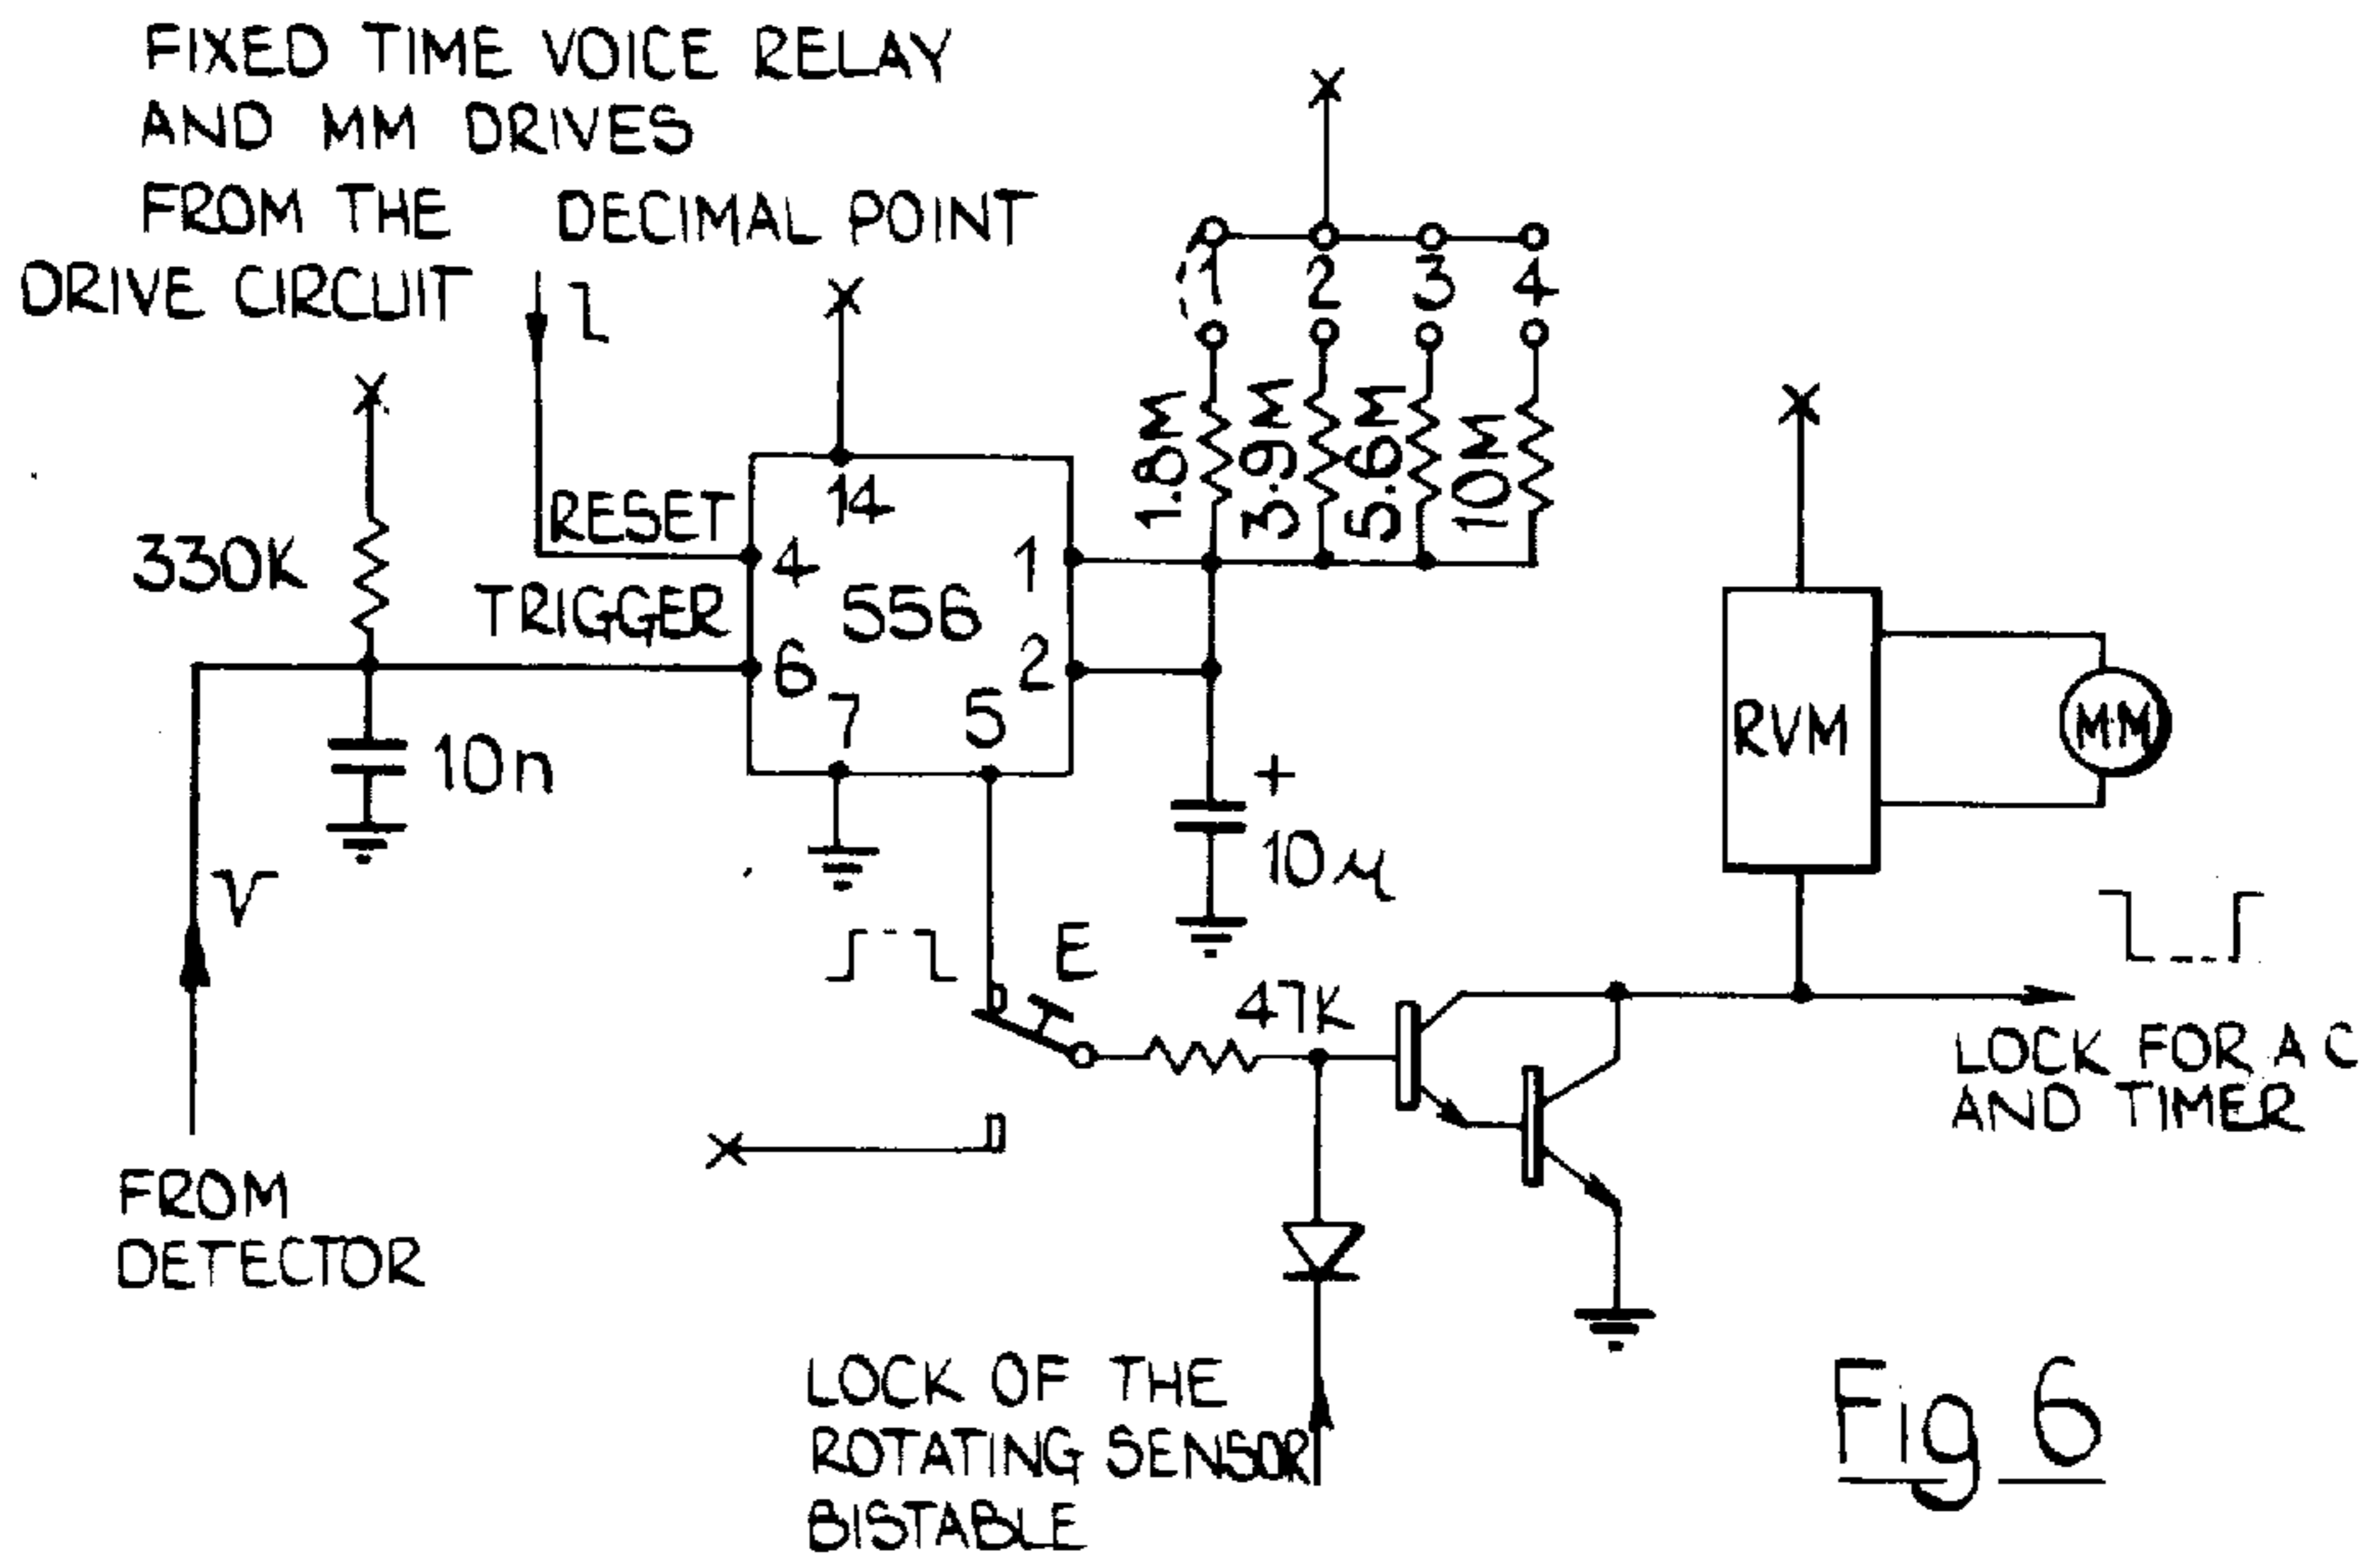 FIXED TIME VOICE RELAY
AND MM DRIVES
FROM THE DECIMAL POINT
DRIVE CIRCUIT
1 2 3 4
1.8M
3.9M
5.6M
10M
RESET
14
330K
4
1
TRIGGER
556
6
2
7
5
10n
+
10μ
RVM
MM
E
47K
LOCK FOR A C
AND TIMER
FROM
DETECTOR
LOCK OF THE
ROTATING SENSOR
BISTABLE
Fig 6